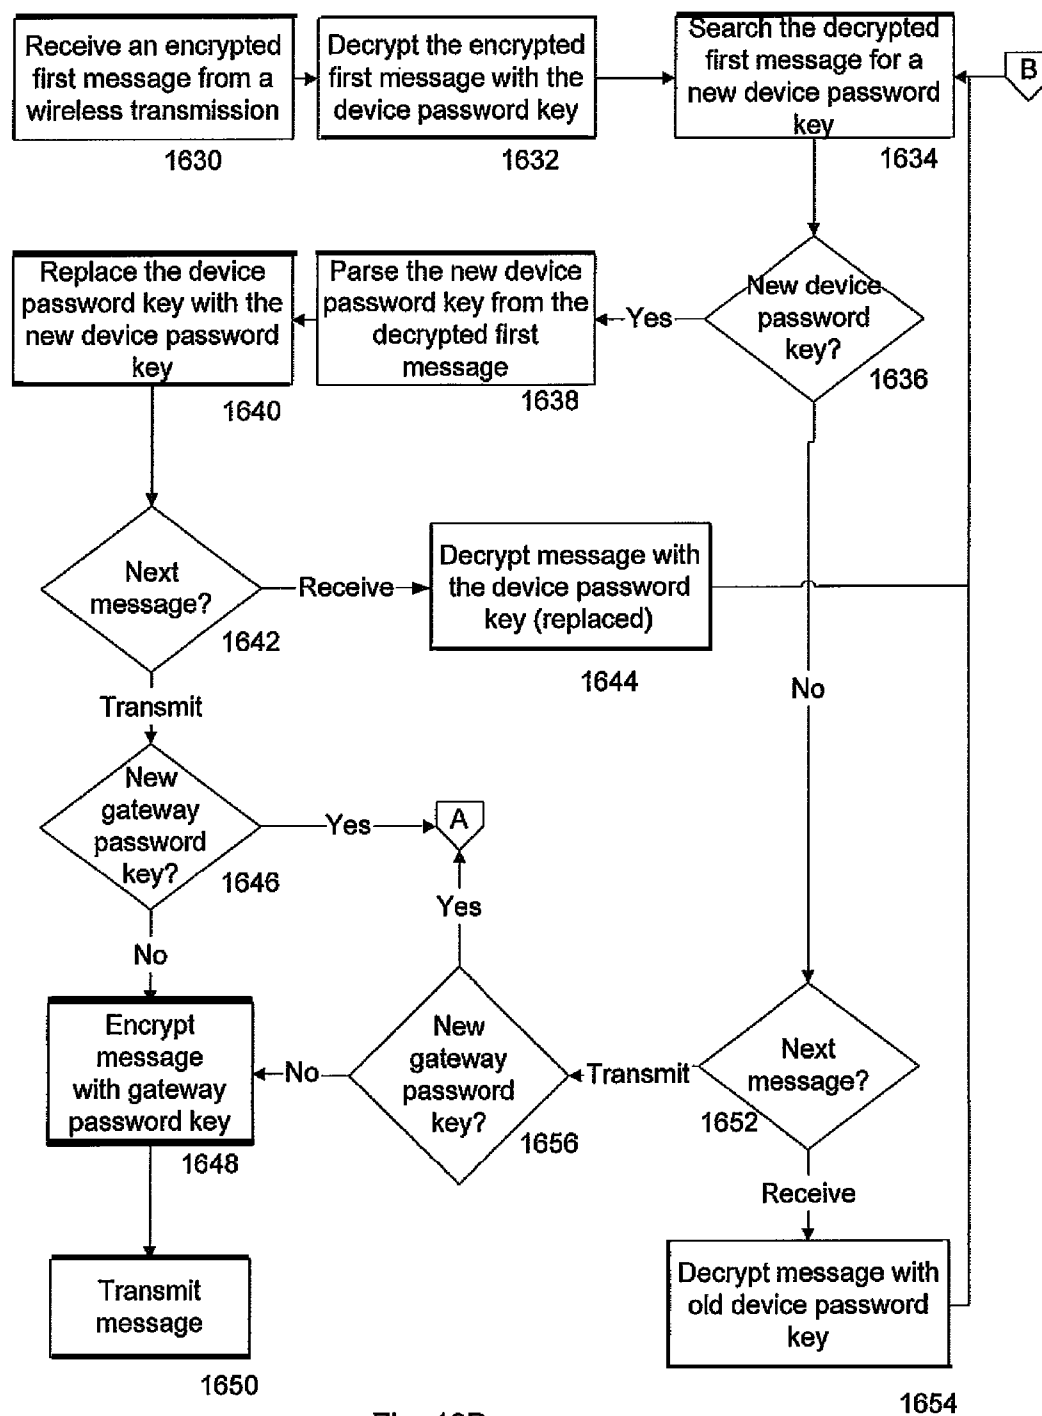 Receive an encrypted
first message from a
wireless transmission
1630
Decrypt the encrypted
first message with the
device password key
1632
Search the decrypted
first message for a
new device password
key
1634
B
New device
password
key?
1636
Yes
Parse the new device
password key from the
decrypted first
message
1638
Replace the device
password key with the
new device password
key
1640
Next
message?
1642
Receive
Decrypt message with
the device password
key (replaced)
1644
No
Transmit
New
gateway
password
key?
1646
Yes
A
Yes
No
Encrypt
message
with gateway
password key
1648
No
New
gateway
password
key?
1656
Transmit
Next
message?
1652
Receive
Transmit
message
1650
Decrypt message with
old device password
key
1654